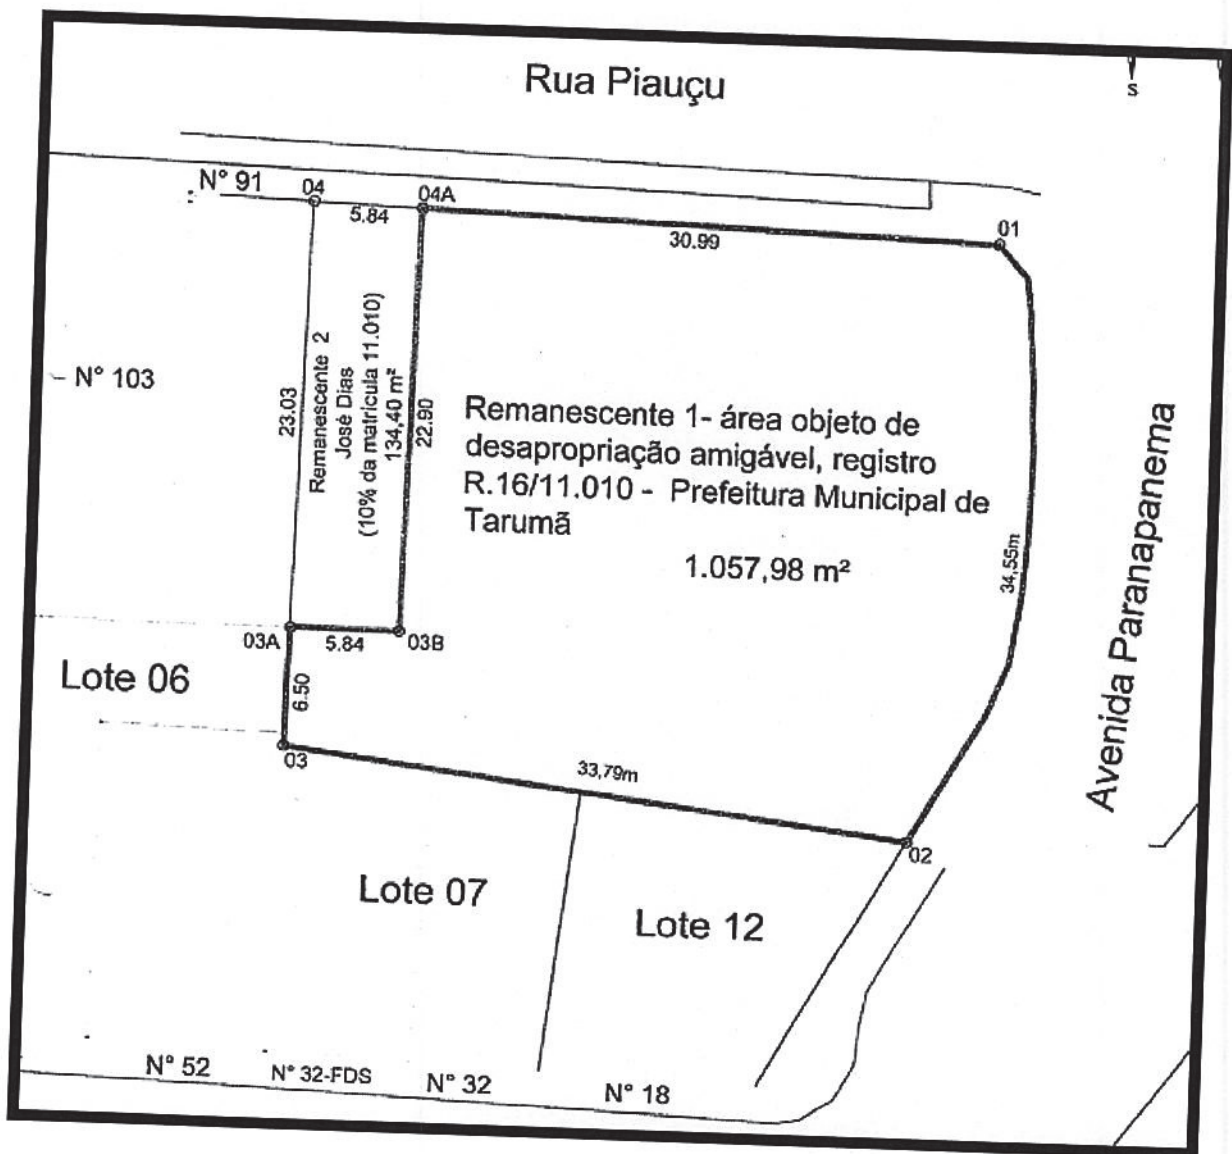 Rua Piauçu
S
N° 91
04
04A
5.84
30.99
01
N° 103
23.03
Remanescente 2
José Dias
(10% da matrícula 11.010)
134,40 m²
22.90
Remanescente 1- área objeto de
desapropriação amigável, registro
R.16/11.010 - Prefeitura Municipal de
Tarumã
1.057,98 m²
34,55m
Avenida Paranapanema
03A
5.84
03B
Lote 06
6.50
03
33,79m
02
Lote 07
Lote 12
N° 52
N° 32-FDS
N° 32
N° 18